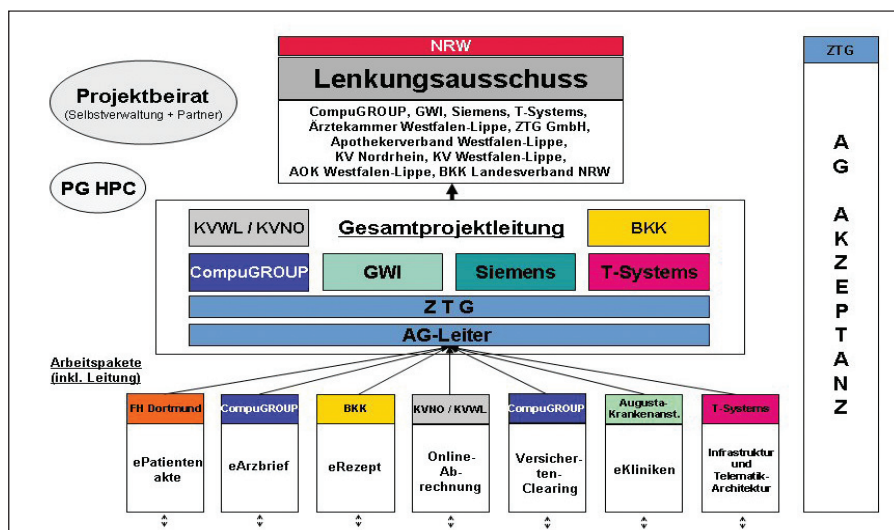 NRW
Lenkungsausschuss
CompuGROUP, GWI, Siemens, T-Systems,
Ärztekammer Westfalen-Lippe, ZTG GmbH,
Apothekerverband Westfalen-Lippe,
KV Nordrhein, KV Westfalen-Lippe,
AOK Westfalen-Lippe, BKK Landesverband NRW
Projektbeirat
(Selbstverwaltung + Partner)
PG HPC
Gesamtprojektleitung
KVWL / KVNO
BKK
CompuGROUP
GWI
Siemens
T-Systems
Z T G
AG-Leiter
Arbeitspakete
(inkl. Leitung)
FH Dortmund
ePatienten
akte
CompuGROUP
eArzbrief
BKK
eRezept
KVNO / KVWL
Online-
Ab-
rechnung
CompuGROUP
Versicher-
ten-
Clearing
Augusta-
Krankenanst.
eKliniken
T-Systems
Infrastruktur
und
Telematik-
Architektur
ZTG
A
G
A
K
Z
E
P
T
A
N
Z